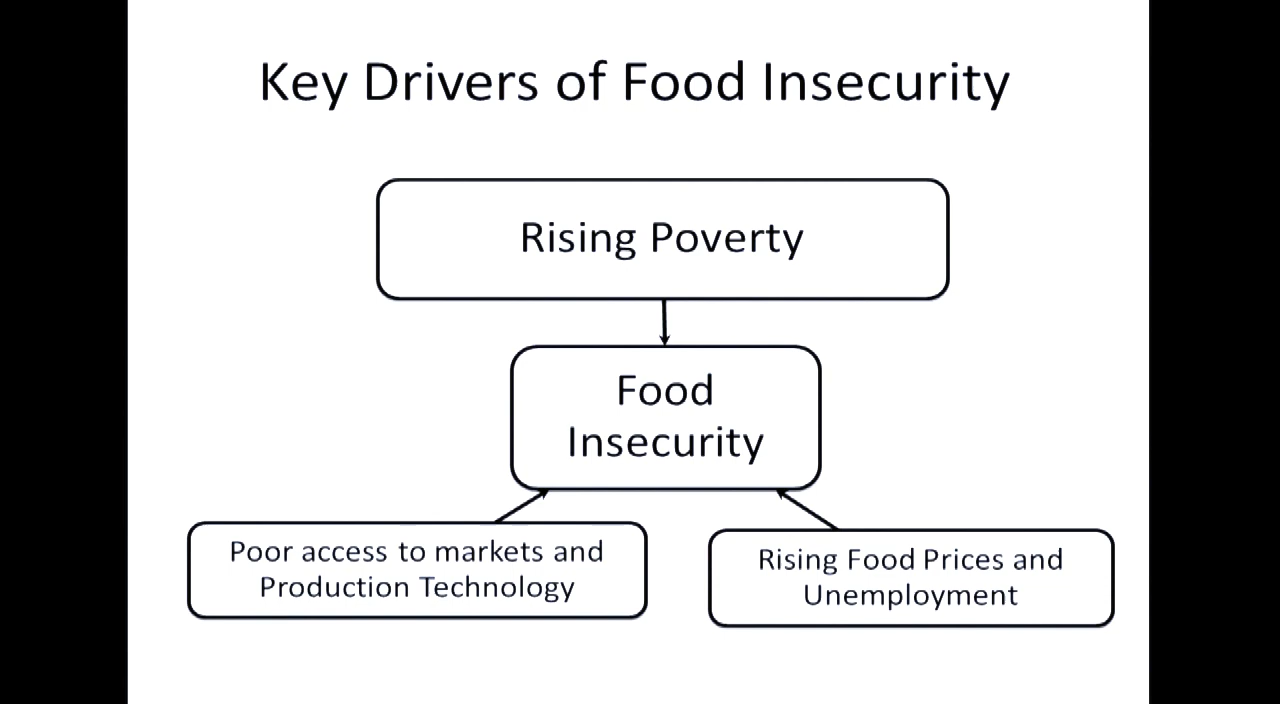 Key Drivers of Food Insecurity
Rising Poverty
Food
Insecurity
Poor access to markets and
Production Technology
Rising Food Prices and
Unemployment